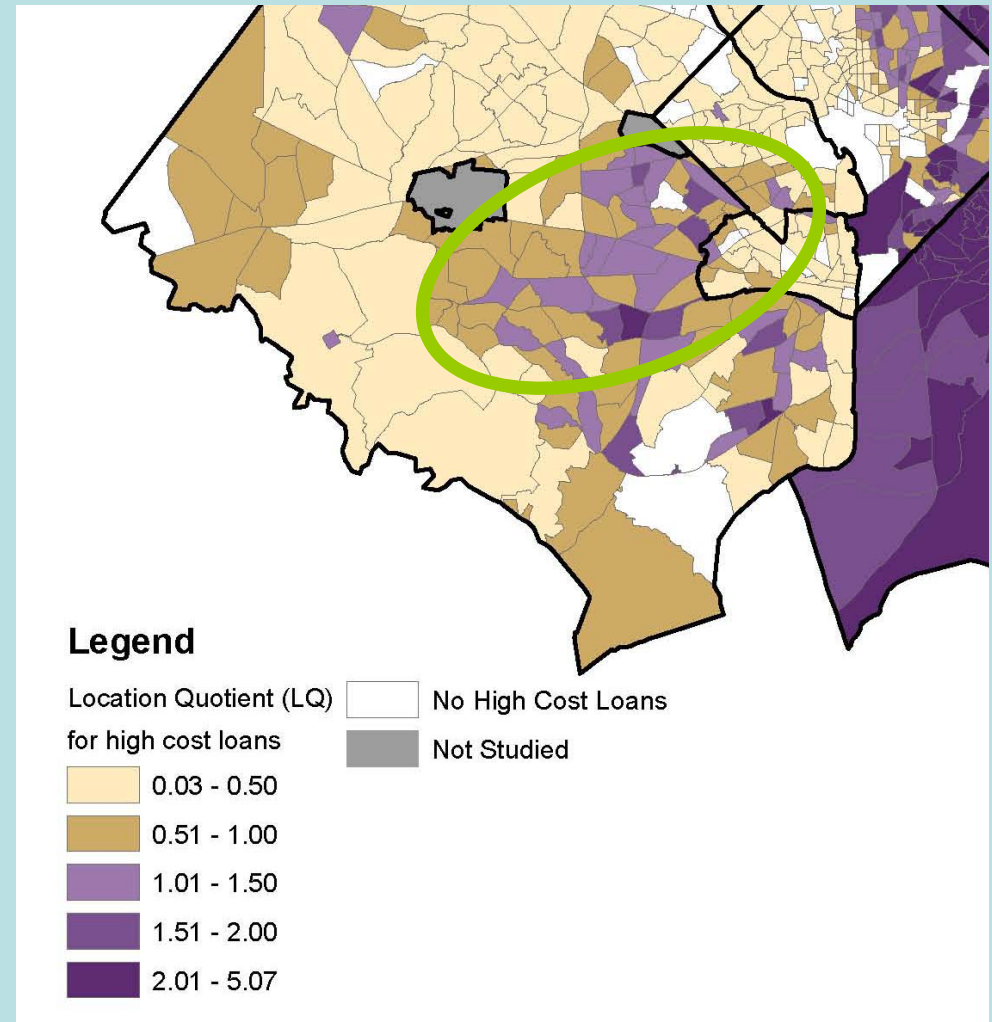 Legend
Location Quotient (LQ)
for high cost loans
0.03 - 0.50
0.51 - 1.00
1.01 - 1.50
1.51 - 2.00
2.01 - 5.07
No High Cost Loans
Not Studied